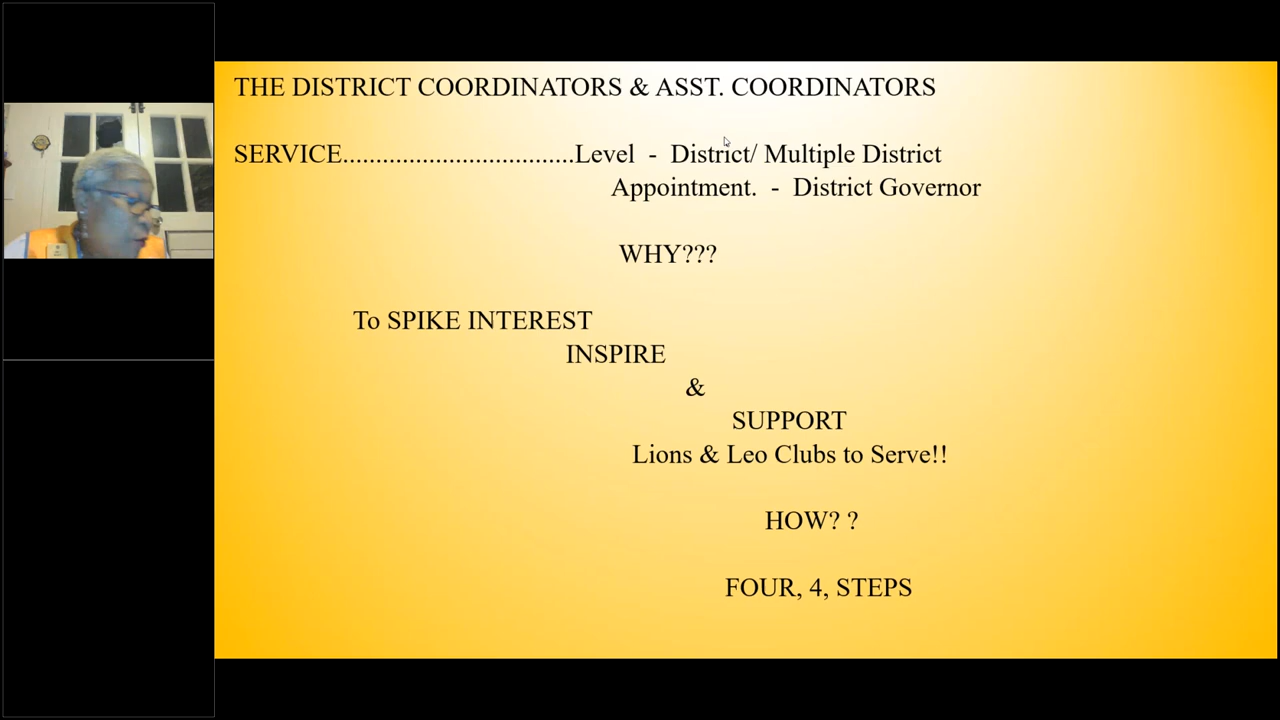 THE DISTRICT COORDINATORS & ASST. COORDINATORS
SERVICE...................................Level - District/ Multiple District
Appointment. - District Governor
WHY???
To SPIKE INTEREST
INSPIRE
&
SUPPORT
Lions & Leo Clubs to Serve!!
HOW? ?
FOUR, 4, STEPS